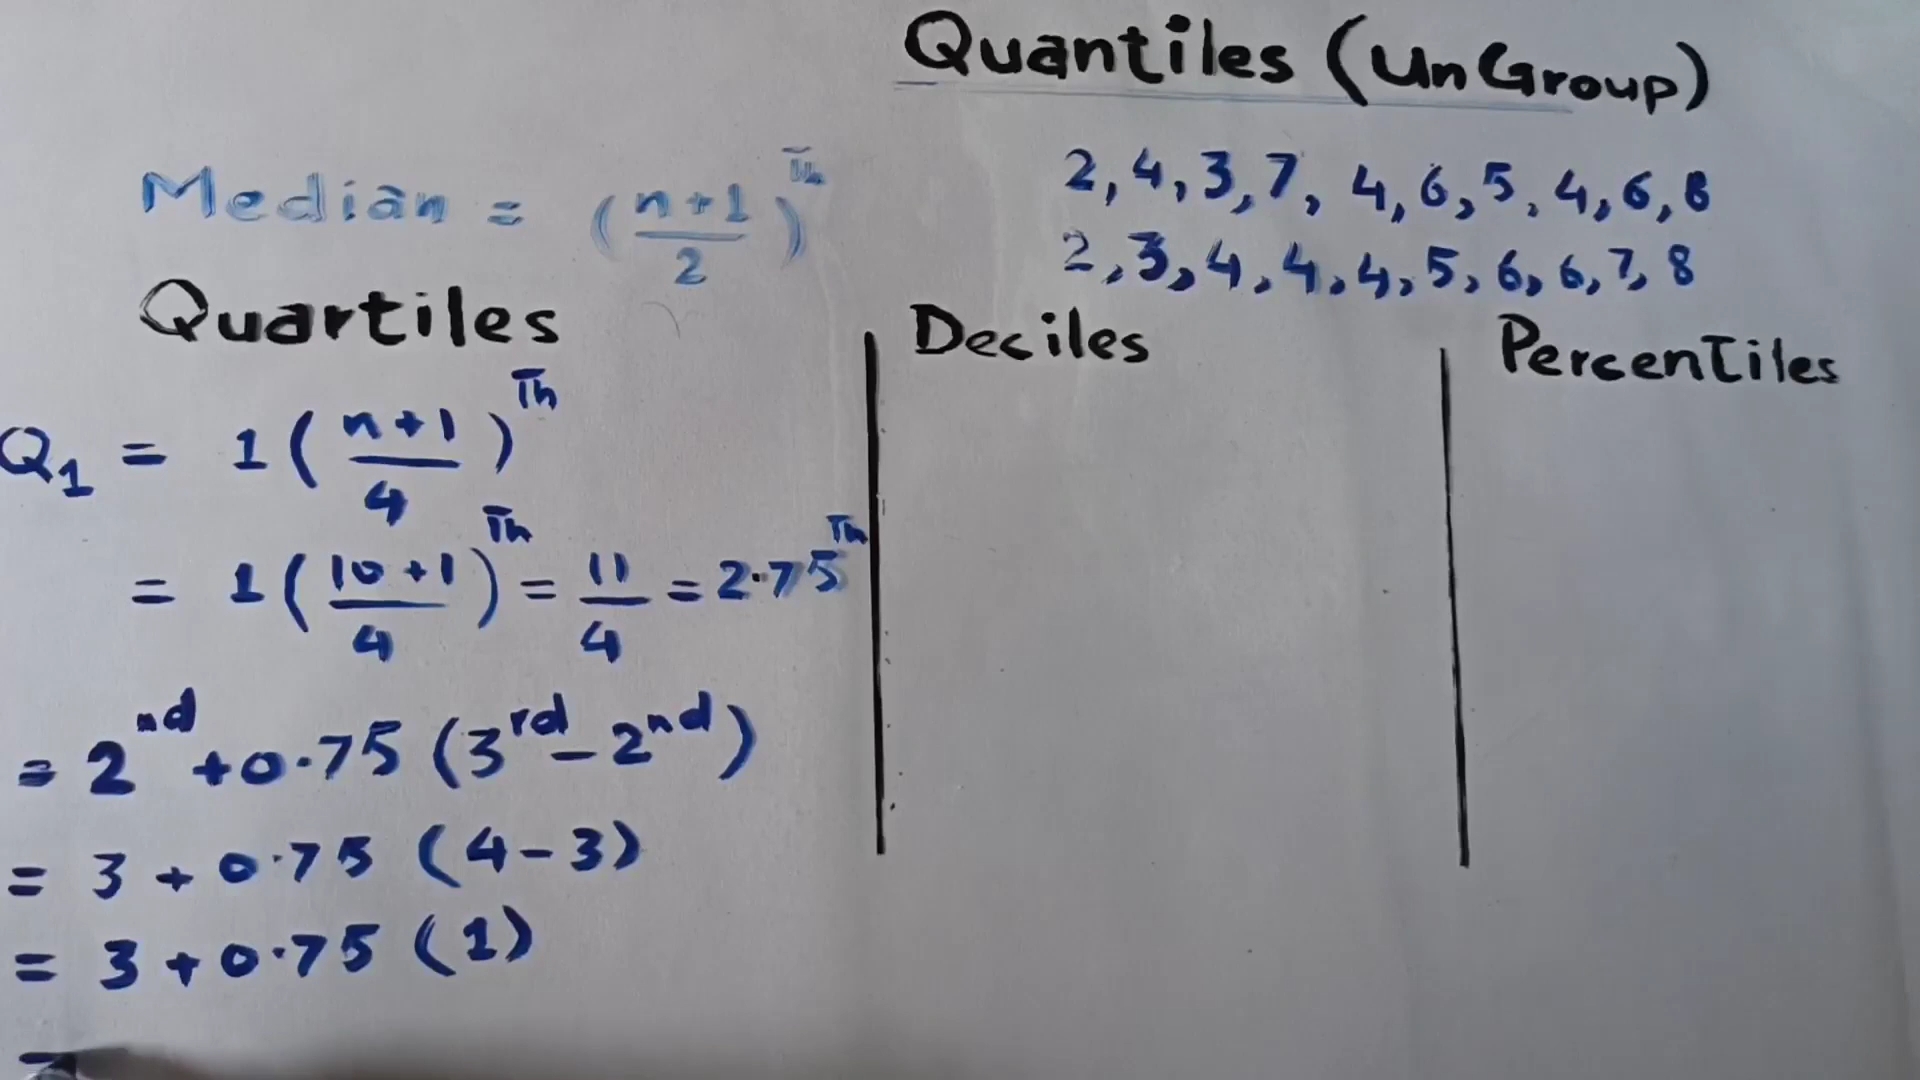 Quantiles (UnGroup)
2, 4, 3, 7, 4, 6, 5, 4, 6, 8
2, 3, 4, 4, 4, 5, 6, 6, 7, 8
Median = (n+1/2)Th
Quartiles
Q1 = 1(n+1/4)Th
= 1(10+1/4)Th = 11/4 = 2.75Th
= 2nd + 0.75 (3rd - 2nd)
= 3 + 0.75 (4-3)
= 3 + 0.75 (1)
=
Deciles
Percentiles